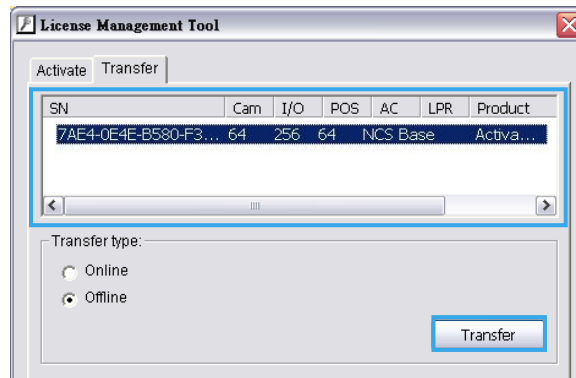 License Management Tool
Activate Transfer
SN Cam I/O POS AC LPR Product
7AE4-0E4E-B580-F3... 64 256 64 NCS Base Activa...
Transfer type:
Online
Offline
Transfer